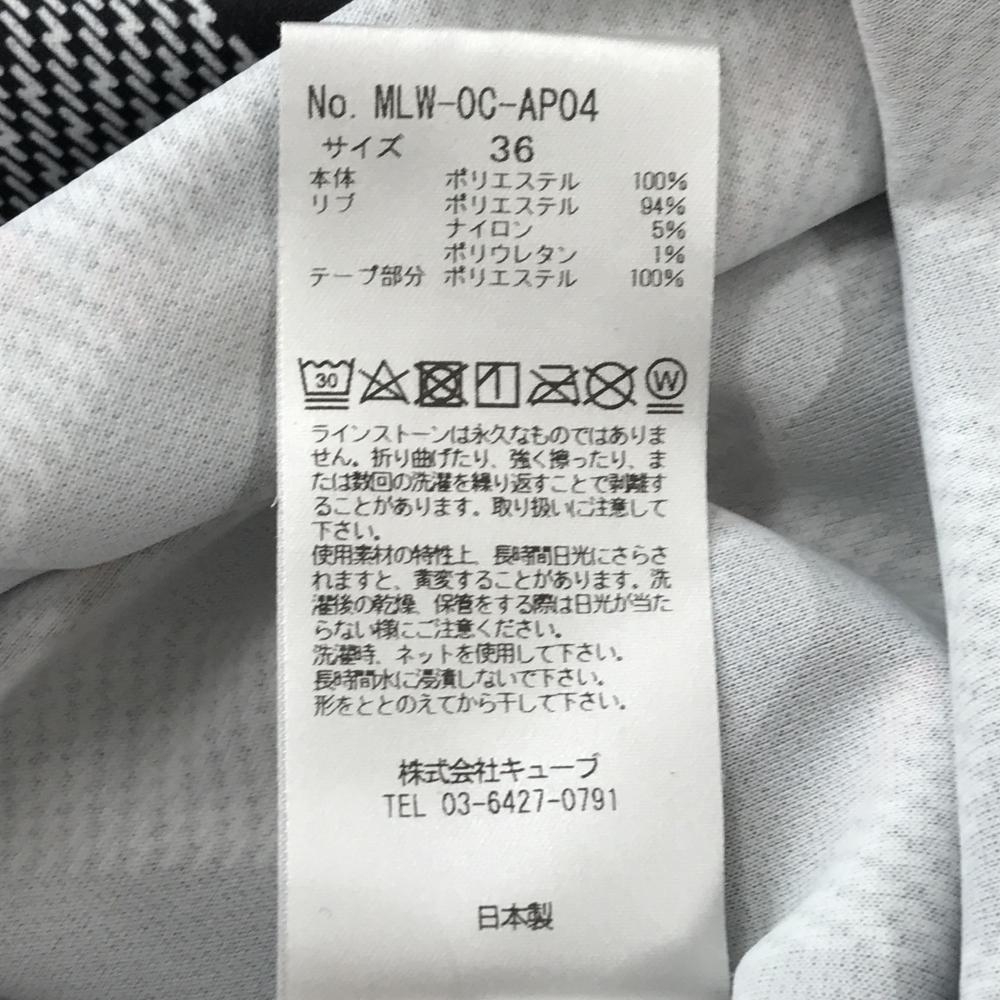 No. MLW-OC-AP04
サイズ 36
本体 ポリエステル 100%
リブ ポリエステル 94%
ナイロン 5%
ポリウレタン 1%
テープ部分 ポリエステル 100%
30 W
ラインストーンは永久なものではありま
せん。折り曲げたり、強く擦ったり、ま
たは数回の洗濯を繰り返すことで剥離す
ることがあります。取り扱いに注意して
下さい。
使用素材の特性上、長時間日光にさらさ
れますと、黄変することがあります。洗
濯後の乾燥、保管をする際は日光が当た
らない様にご注意ください。
洗濯時、ネットを使用して下さい。
長時間水に浸漬しないで下さい。
形をととのえてから干して下さい。
株式会社キューブ
TEL 03-6427-0791
日本製